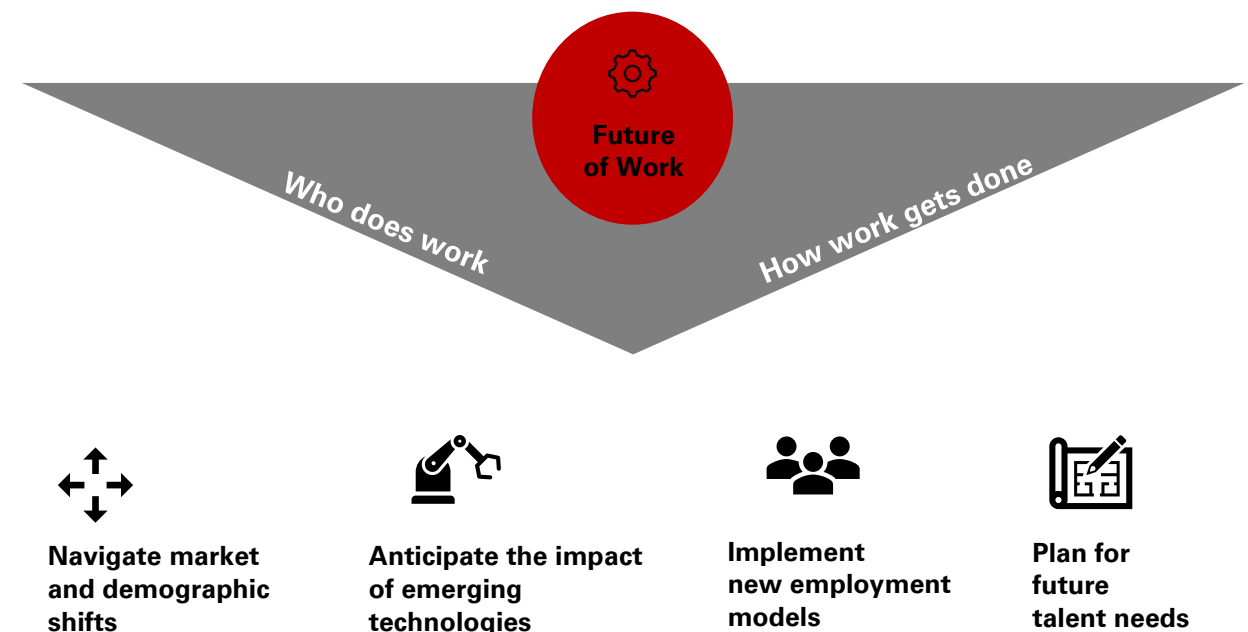 Future
of Work
Who does work
How work gets done
Navigate market
and demographic
shifts
Anticipate the impact
of emerging
technologies
Implement
new employment
models
Plan for
future
talent needs